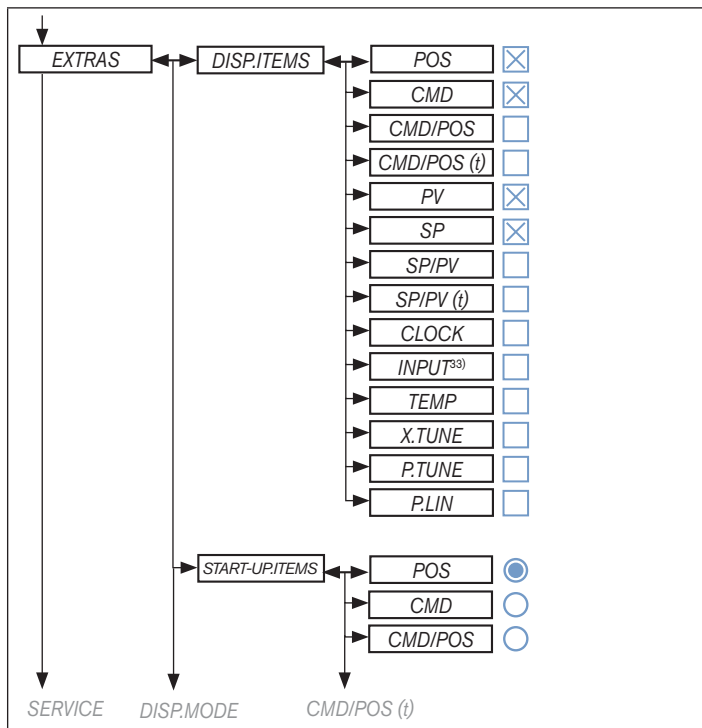 EXTRAS DISP.ITEMS POS
CMD
CMD/POS
CMD/POS (t)
PV
SP
SP/PV
SP/PV (t)
CLOCK
INPUT³³⁾
TEMP
X.TUNE
P.TUNE
P.LIN
START-UP.ITEMS POS
CMD
CMD/POS
SERVICE DISP.MODE CMD/POS (t)